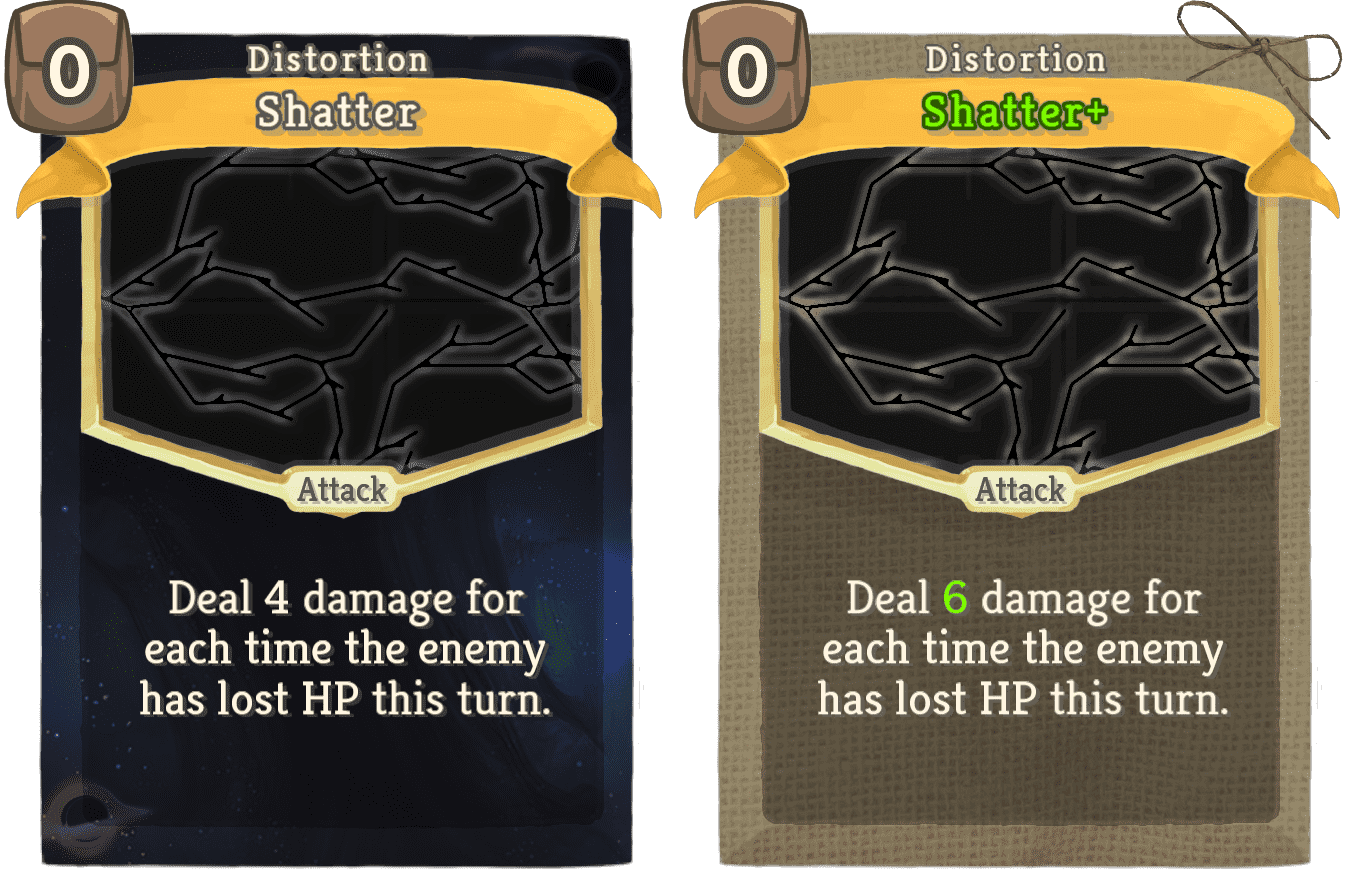 0
Distortion
Shatter
Attack
Deal 4 damage for
each time the enemy
has lost HP this turn.
0
Distortion
Shatter+
Attack
Deal 6 damage for
each time the enemy
has lost HP this turn.